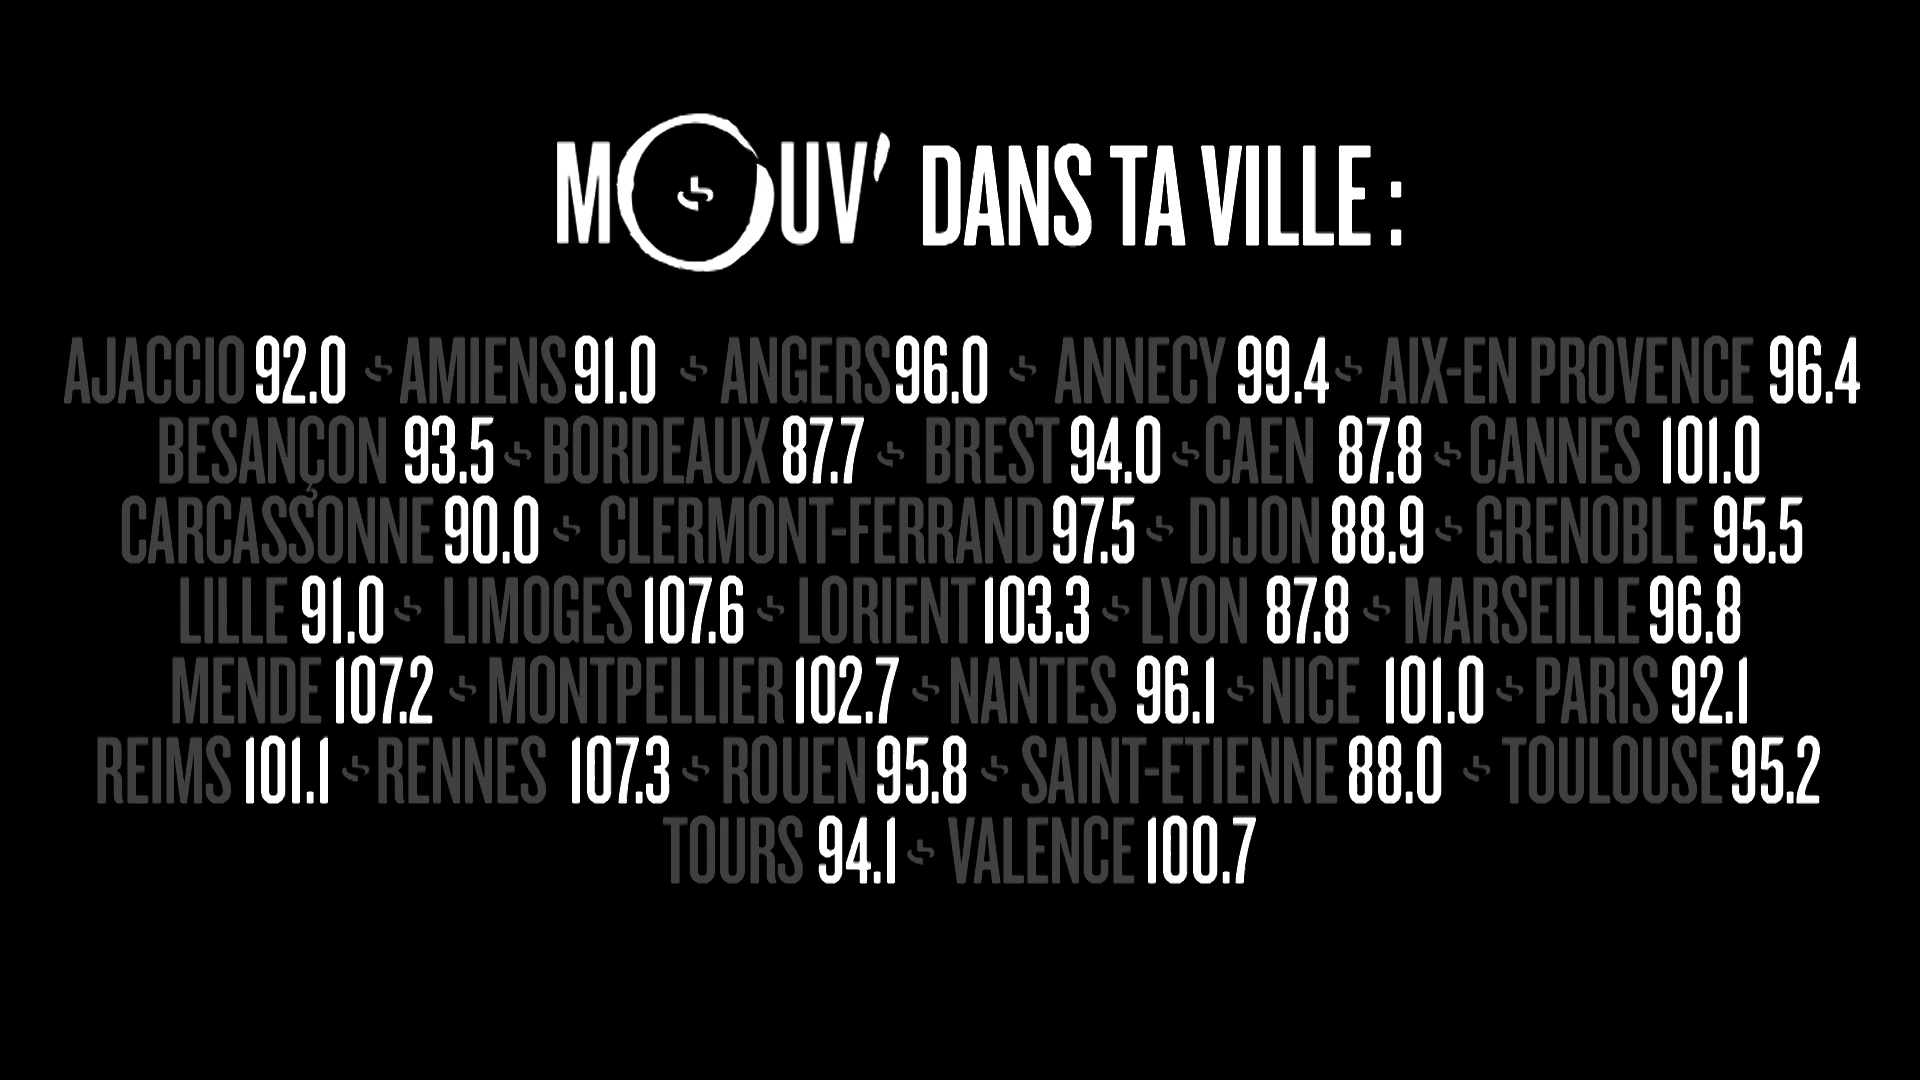 MOUV' DANS TA VILLE :
AJACCIO 92.0 AMIENS 91.0 ANGERS 96.0 ANNECY 99.4 AIX-EN PROVENCE 96.4
BESANÇON 93.5 BORDEAUX 87.7 BREST 94.0 CAEN 87.8 CANNES 101.0
CARCASSONNE 90.0 CLERMONT-FERRAND 97.5 DIJON 88.9 GRENOBLE 95.5
LILLE 91.0 LIMOGES 107.6 LORIENT 103.3 LYON 87.8 MARSEILLE 96.8
MENDE 107.2 MONTPELLIER 102.7 NANTES 96.1 NICE 101.0 PARIS 92.1
REIMS 101.1 RENNES 107.3 ROUEN 95.8 SAINT-ETIENNE 88.0 TOULOUSE 95.2
TOURS 94.1 VALENCE 100.7